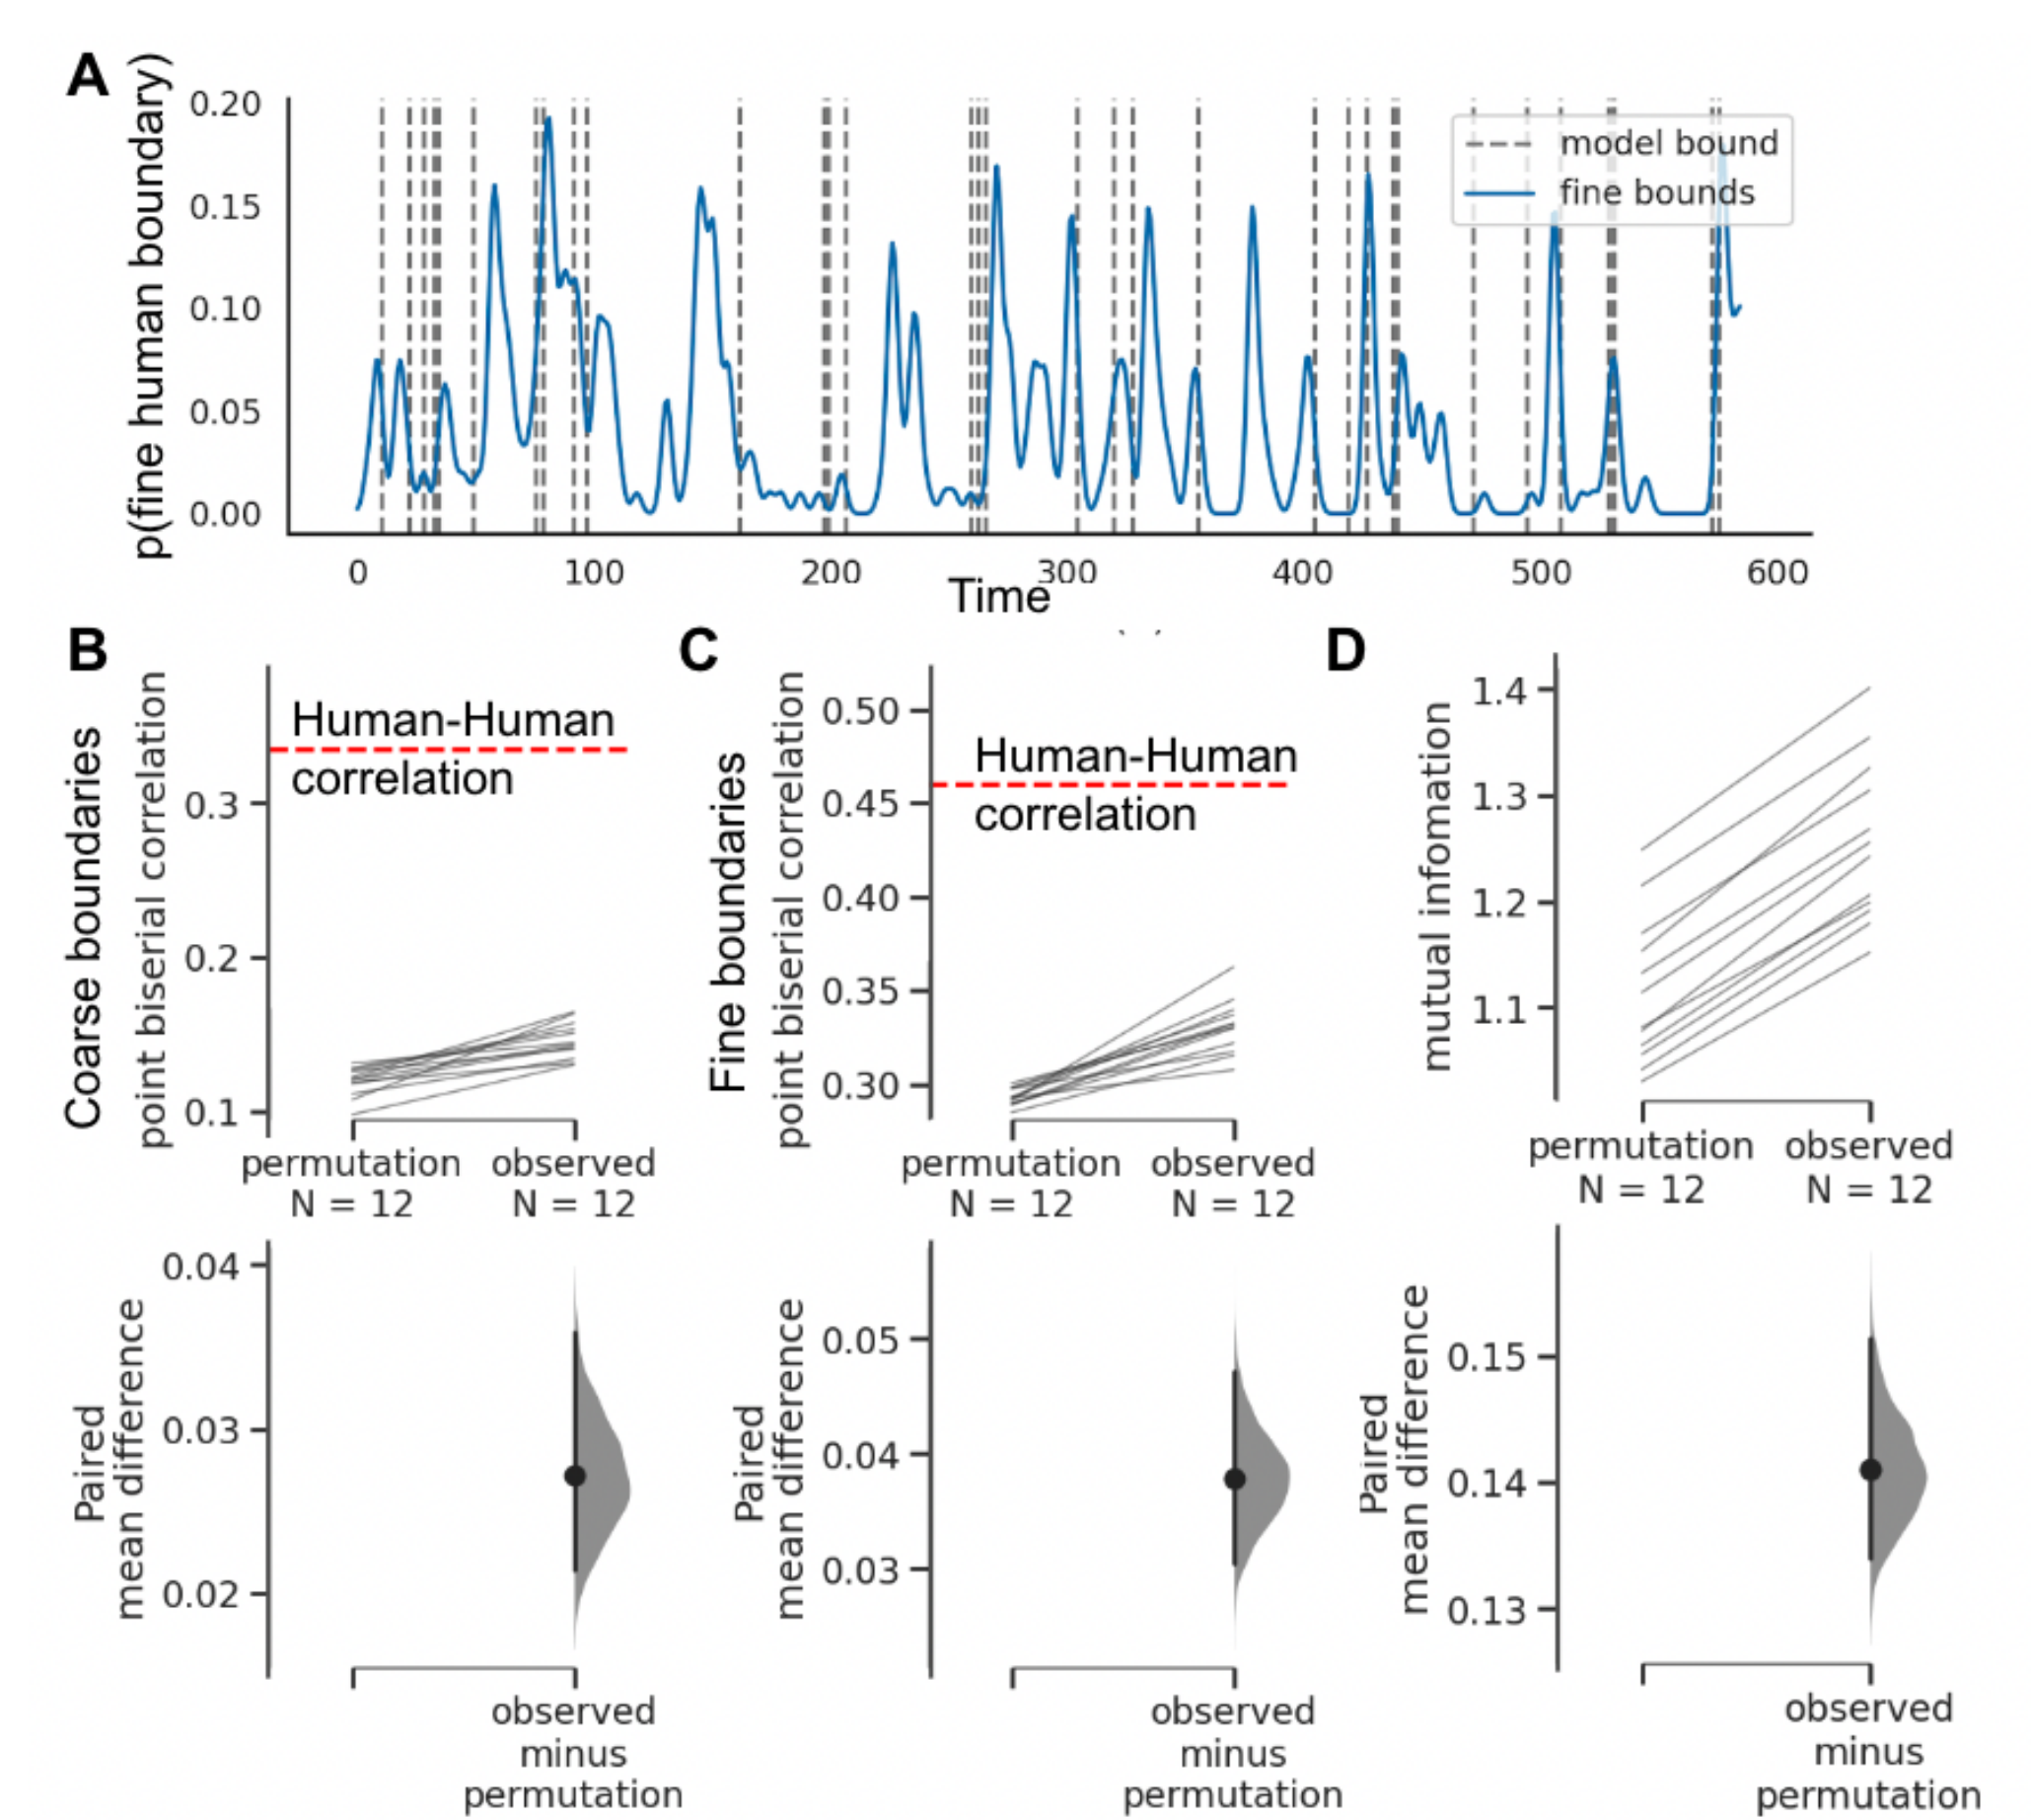 A
p(fine human boundary)
0.20
0.15
0.10
0.05
0.00
model bound
fine bounds
0 100 200 300 400 500 600
Time
B
Coarse boundaries
point biserial correlation
Human-Human
correlation
0.3
0.2
0.1
permutation observed
N = 12 N = 12
Paired
mean difference
0.04
0.03
0.02
observed
minus
permutation
C
Fine boundaries
point biserial correlation
0.50
Human-Human
correlation
0.45
0.40
0.35
0.30
permutation observed
N = 12 N = 12
Paired
mean difference
0.05
0.04
0.03
observed
minus
permutation
D
mutual infomation
1.4
1.3
1.2
1.1
permutation observed
N = 12 N = 12
Paired
mean difference
0.15
0.14
0.13
observed
minus
permutation